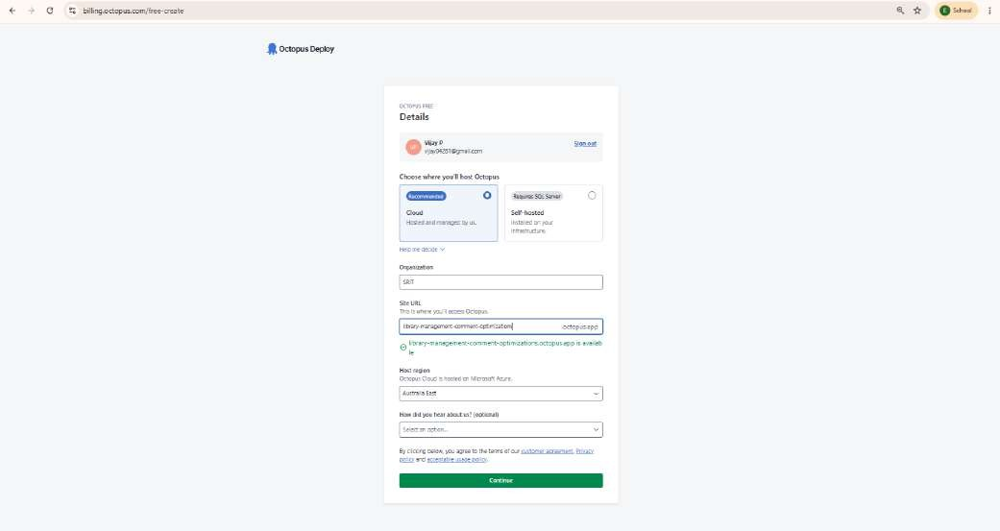 billing.octopus.com/free-create
E School
Octopus Deploy
OCTOPUS FREE
Details
VP Vijay P Sign out
vijay04251@gmail.com
Choose where you'll host Octopus
Recommended
Cloud
Hosted and managed by us.
Requires SQL Server
Self-hosted
Installed on your
infrastructure.
Help me decide
Organization
SRIT
Site URL
This is where you'll access Octopus.
library-management-comment-optimizations .octopus.app
library-management-comment-optimizations.octopus.app is availab
le
Host region
Octopus Cloud is hosted on Microsoft Azure.
Australia East
How did you hear about us? (optional)
Select an option...
By clicking below, you agree to the terms of our customer agreement, Privacy
policy and acceptable usage policy.
Continue